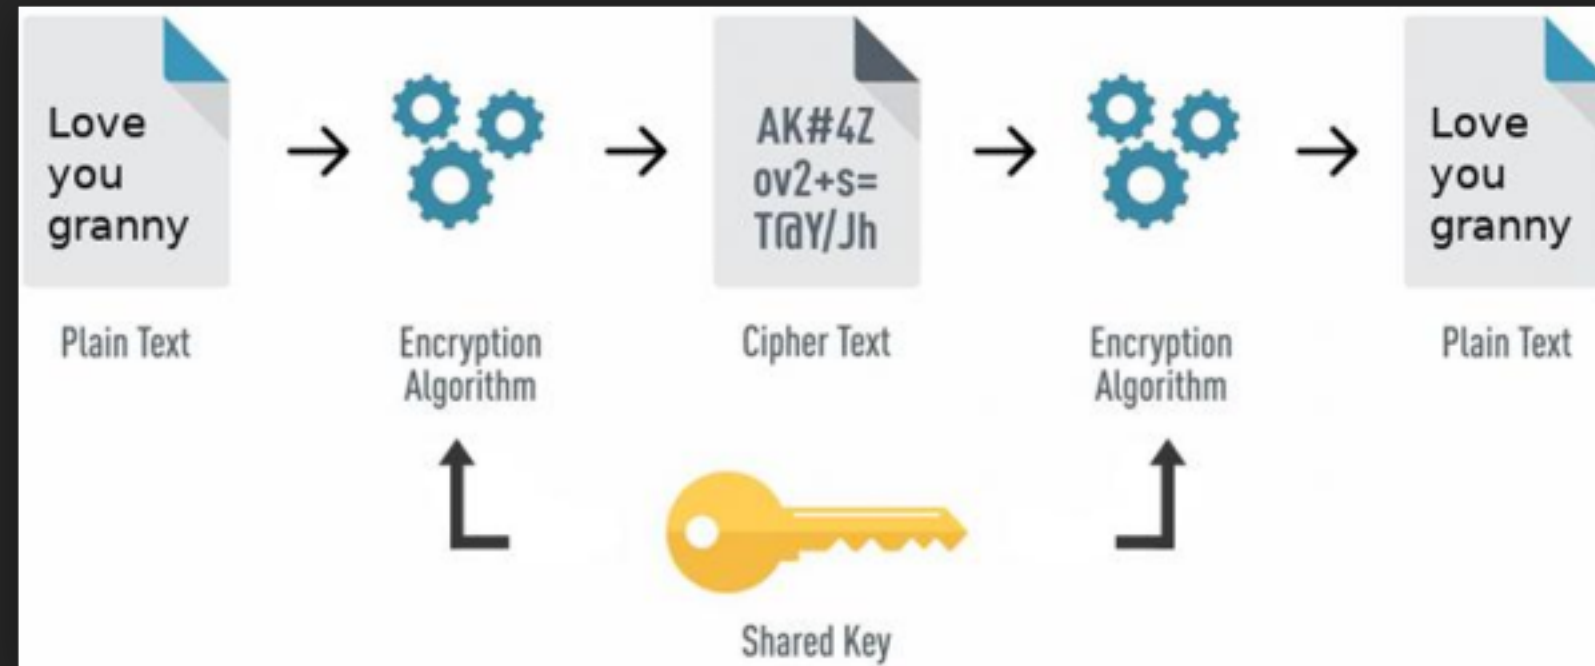 Love
you
granny
AK#4Z
ov2+s=
T@Y/Jh
Love
you
granny
Plain Text
Encryption
Algorithm
Cipher Text
Encryption
Algorithm
Plain Text
Shared Key